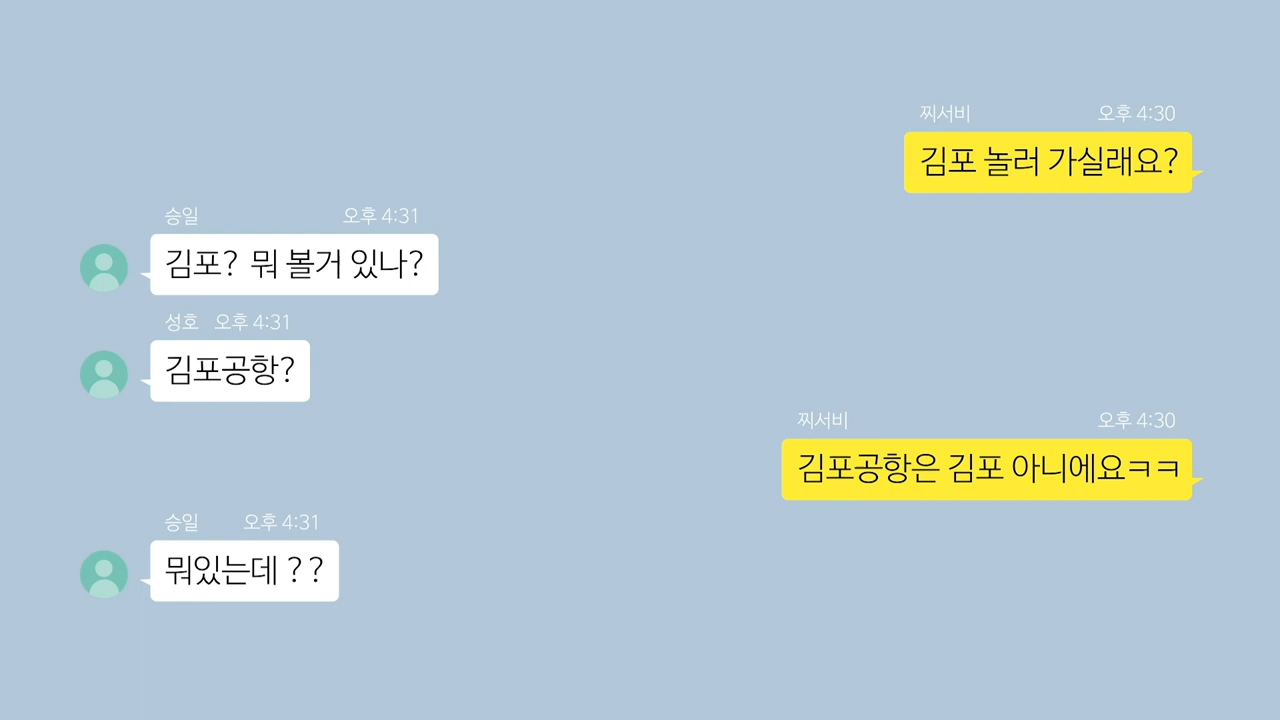 찌서비 오후 4:30
김포 놀러 가실래요?
승일 오후 4:31
김포? 뭐 볼거 있나?
성호 오후 4:31
김포공항?
찌서비 오후 4:30
김포공항은 김포 아니에요ㅋㅋ
승일 오후 4:31
뭐있는데 ??